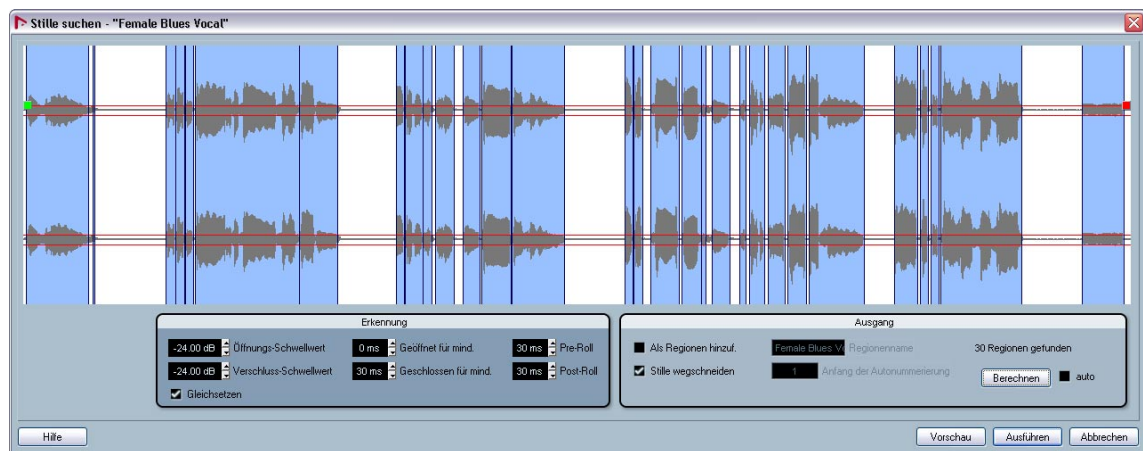 Stille suchen - "Female Blues Vocal"
Erkennung
-24.00 dB Öffnungs-Schwellwert 0 ms Geöffnet für mind. 30 ms Pre-Roll
-24.00 dB Verschluss-Schwellwert 30 ms Geschlossen für mind. 30 ms Post-Roll
Gleichsetzen
Ausgang
Als Regionen hinzuf. Female Blues Vo Regionenname 30 Regionen gefunden
Stille wegschneiden 1 Anfang der Autonummerierung Berechnen auto
Hilfe Vorschau Ausführen Abbrechen